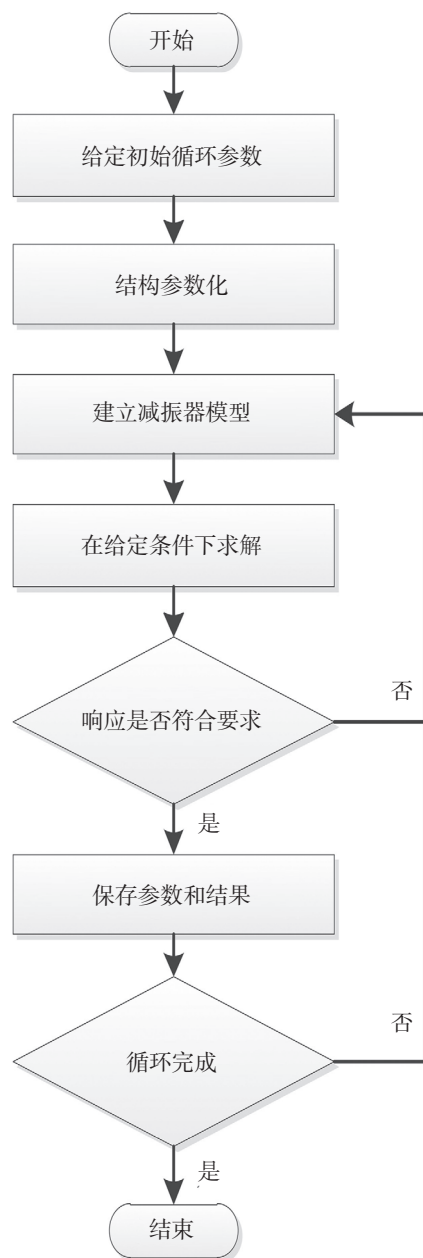 开始
给定初始循环参数
结构参数化
建立减振器模型
在给定条件下求解
响应是否符合要求
否
是
保存参数和结果
循环完成
否
是
结束